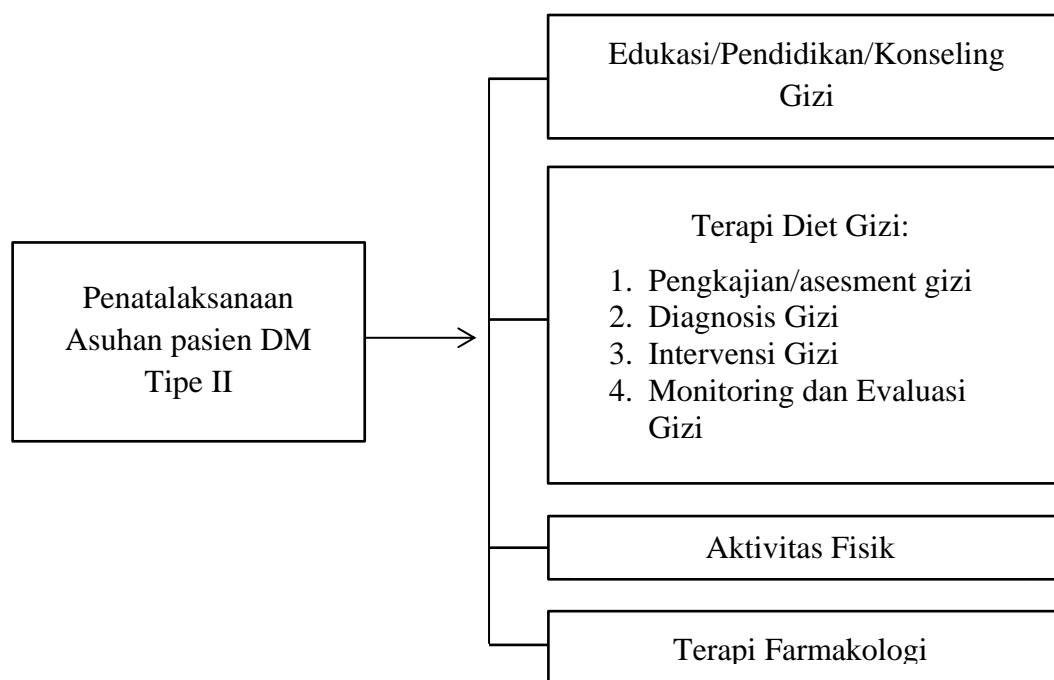 Edukasi/Pendidikan/Konseling
Gizi
Terapi Diet Gizi:
1. Pengkajian/asesment gizi
2. Diagnosis Gizi
3. Intervensi Gizi
4. Monitoring dan Evaluasi
Gizi
Penatalaksanaan
Asuhan pasien DM
Tipe II
Aktivitas Fisik
Terapi Farmakologi